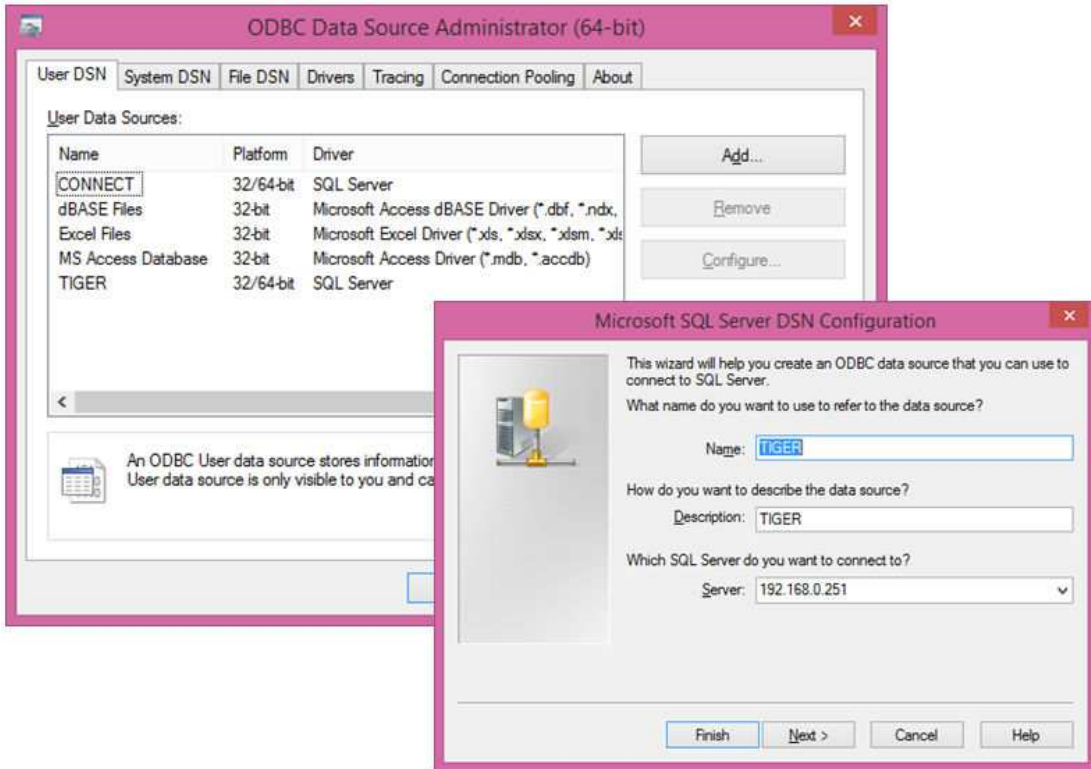 ODBC Data Source Administrator (64-bit)
User DSN System DSN File DSN Drivers Tracing Connection Pooling About
User Data Sources:
Name Platform Driver
CONNECT 32/64-bit SQL Server
dBASE Files 32-bit Microsoft Access dBASE Driver (*.dbf, *.ndx,
Excel Files 32-bit Microsoft Excel Driver (*.xls, *.xlsx, *.xlsm, *.xls
MS Access Database 32-bit Microsoft Access Driver (*.mdb, *.accdb)
TIGER 32/64-bit SQL Server
Add...
Remove
Configure...
An ODBC User data source stores information
User data source is only visible to you and ca
Microsoft SQL Server DSN Configuration
This wizard will help you create an ODBC data source that you can use to
connect to SQL Server.
What name do you want to use to refer to the data source?
Name: TIGER
How do you want to describe the data source?
Description: TIGER
Which SQL Server do you want to connect to?
Server: 192.168.0.251
Finish Next > Cancel Help